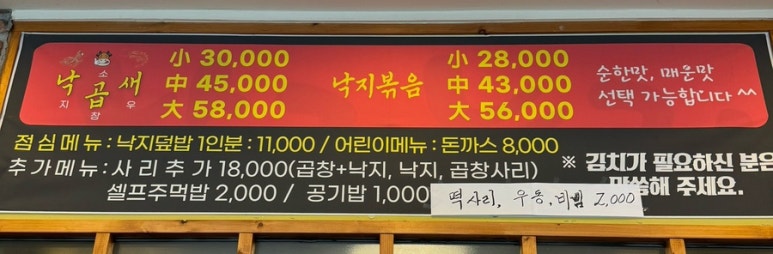 낙곱새
낙지 소곱창 새우
小 30,000
中 45,000
大 58,000
낙지볶음
小 28,000
中 43,000
大 56,000
순한맛, 매운맛
선택 가능합니다 ^^
점심메뉴 : 낙지덮밥 1인분 : 11,000 / 어린이메뉴 : 돈까스 8,000
추가메뉴 : 사리추가 18,000(곱창+낙지, 낙지, 곱창사리)
셀프주먹밥 2,000 / 공기밥 1,000
떡사리, 우동, 비빔 2,000
※ 김치가 필요하신 분은
말씀해 주세요.